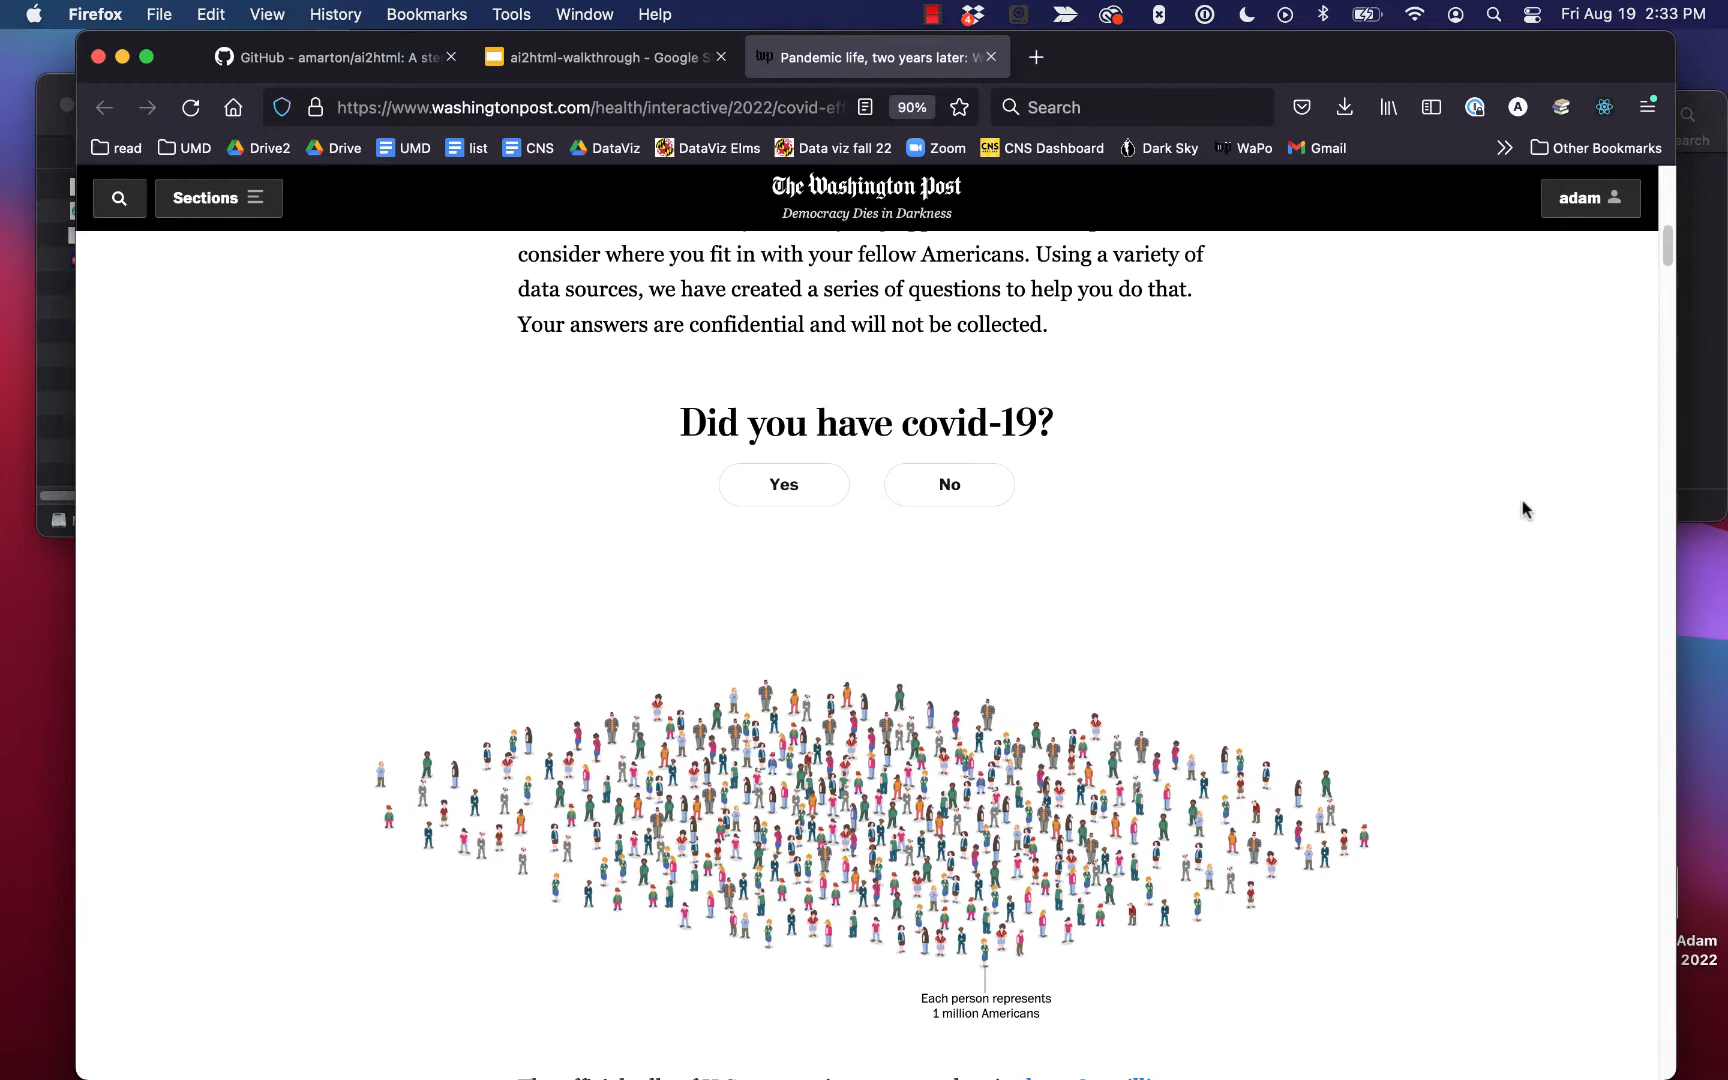 Firefox File Edit View History Bookmarks Tools Window Help
4
Fri Aug 19 2:33 PM
GitHub - amarton/ai2html: A ste
ai2html-walkthrough - Google S
Pandemic life, two years later: W
https://www.washingtonpost.com/health/interactive/2022/covid-eff
90%
Search
read UMD Drive2 Drive UMD list CNS DataViz DataViz Elms Data viz fall 22 Zoom CNS Dashboard Dark Sky WaPo Gmail
Other Bookmarks
Sections
The Washington Post
Democracy Dies in Darkness
adam
consider where you fit in with your fellow Americans. Using a variety of
data sources, we have created a series of questions to help you do that.
Your answers are confidential and will not be collected.
Did you have covid-19?
Yes No
Each person represents
1 million Americans
Adam
2022